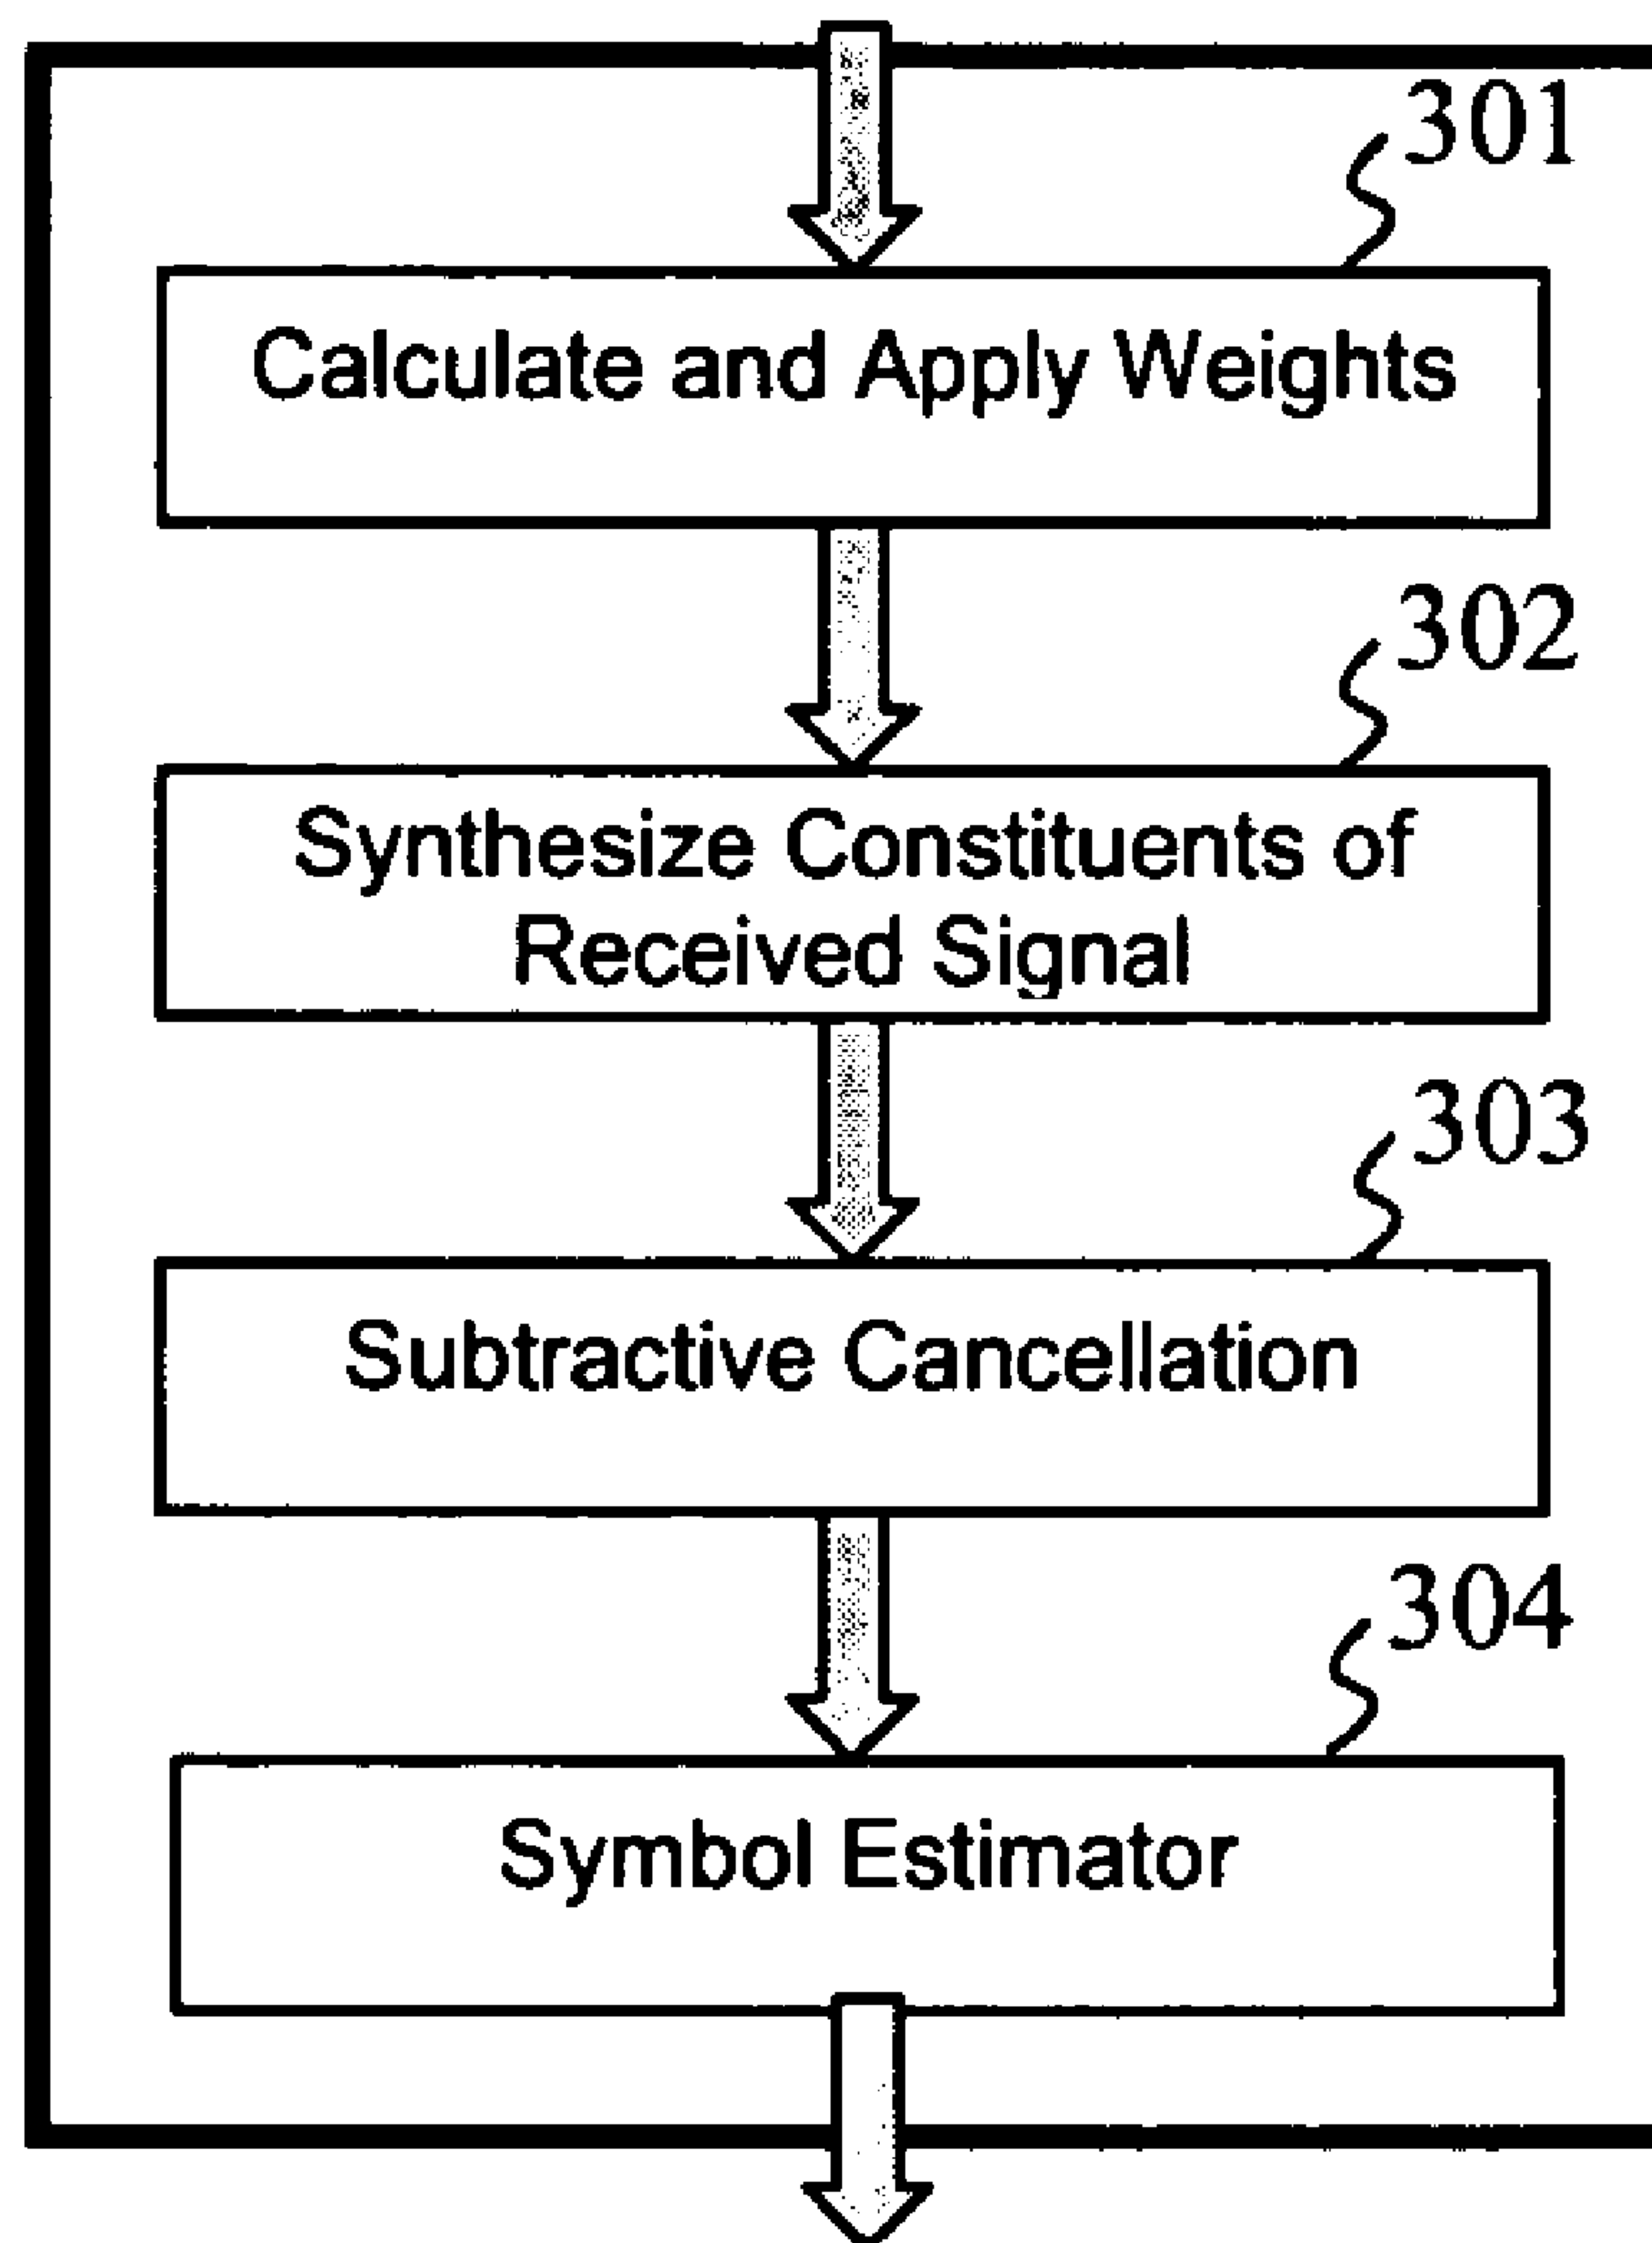 301
Calculate and Apply Weights
302
Synthesize Constituents of
Received Signal
303
Subtractive Cancellation
304
Symbol Estimator